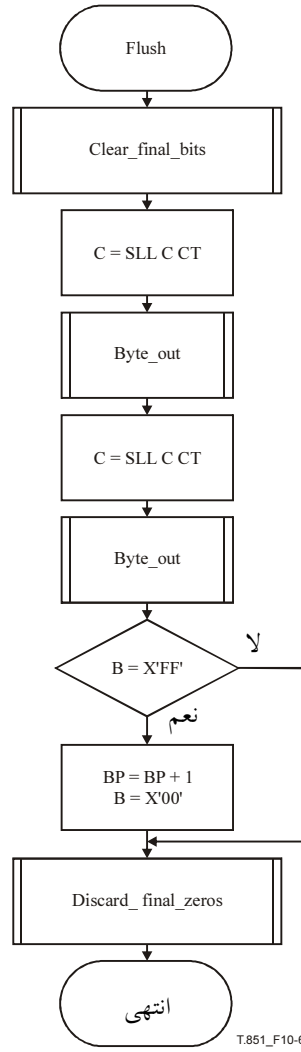 Flush
Clear_final_bits
C = SLL C CT
Byte_out
C = SLL C CT
Byte_out
لا
B = X'FF'
نعم
BP = BP + 1
B = X'00'
Discard_ final_zeros
انتهى
T.851_F10-6